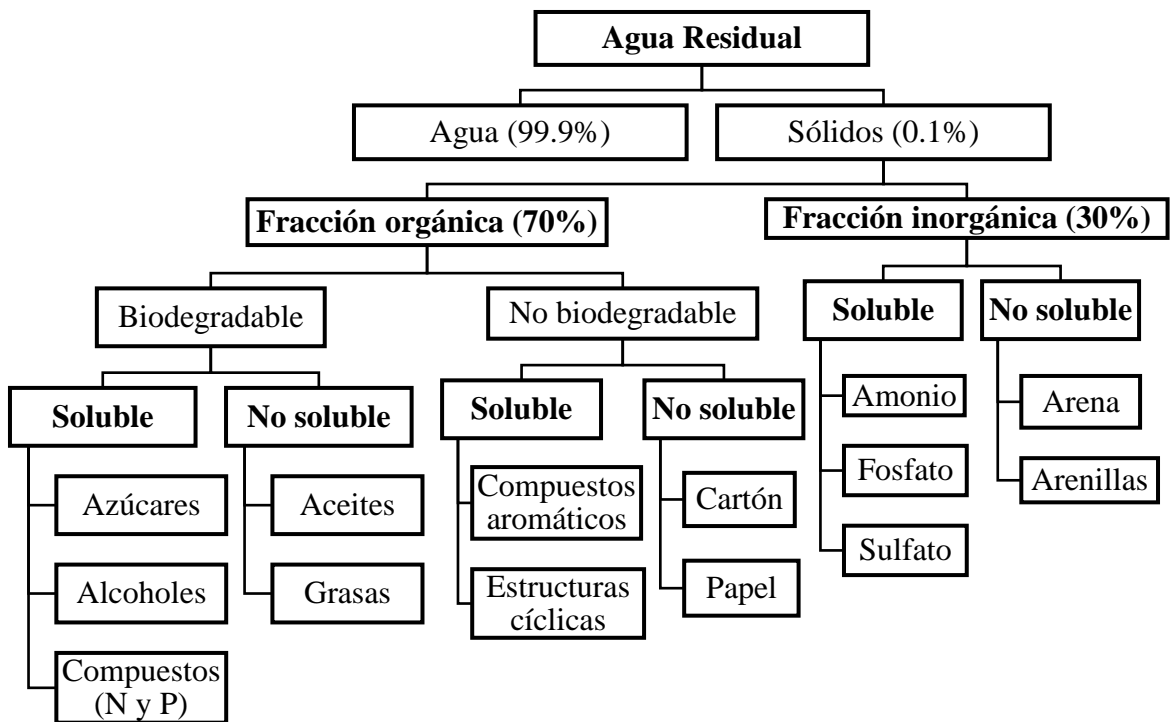 Agua Residual
Agua (99.9%)
Sólidos (0.1%)
Fracción orgánica (70%)
Fracción inorgánica (30%)
Biodegradable
No biodegradable
Soluble
No soluble
Soluble
No soluble
Soluble
No soluble
Azúcares
Alcoholes
Compuestos
(N y P)
Aceites
Grasas
Compuestos
aromáticos
Estructuras
cíclicas
Cartón
Papel
Amonio
Fosfato
Sulfato
Arena
Arenillas